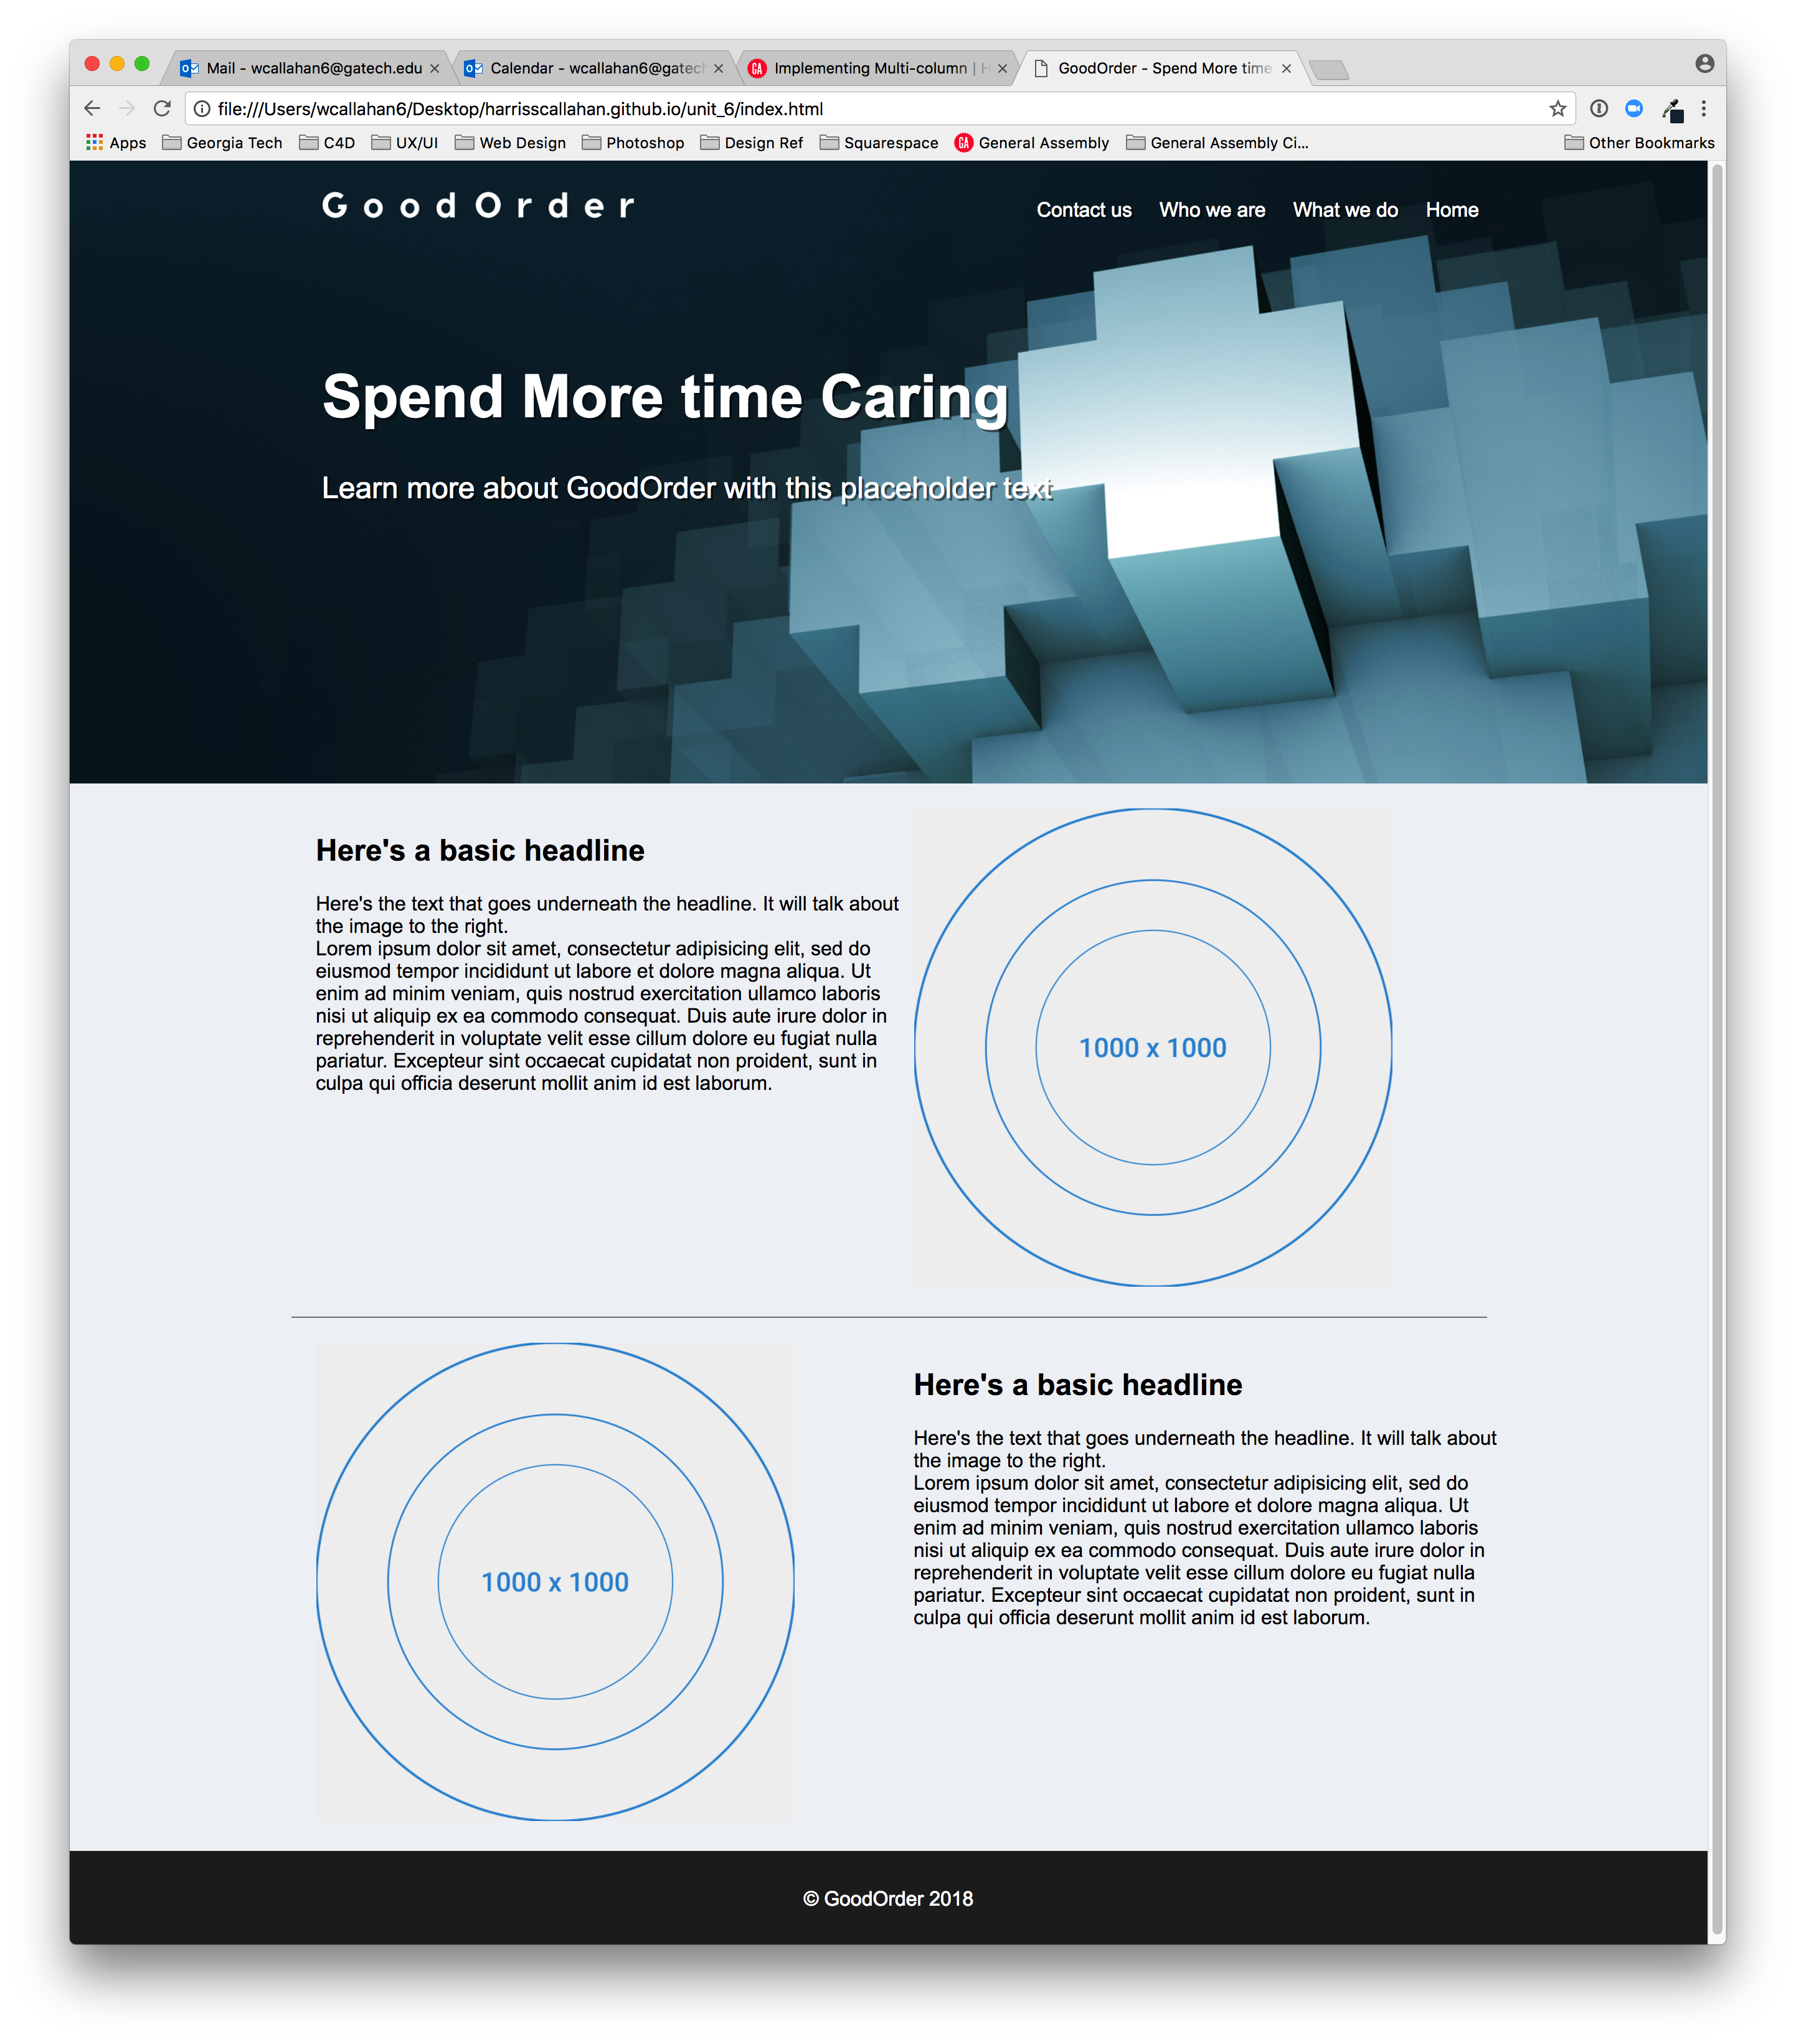 Mail - wcallahan6@gatech.edu
Calendar - wcallahan6@gatech
Implementing Multi-column | H
GoodOrder - Spend More time
file:///Users/wcallahan6/Desktop/harrisscallahan.github.io/unit_6/index.html
Apps Georgia Tech C4D UX/UI Web Design Photoshop Design Ref Squarespace GA General Assembly General Assembly Ci... Other Bookmarks
GoodOrder
Contact us Who we are What we do Home
Spend More time Caring
Learn more about GoodOrder with this placeholder text
Here's a basic headline
Here's the text that goes underneath the headline. It will talk about
the image to the right.
Lorem ipsum dolor sit amet, consectetur adipisicing elit, sed do
eiusmod tempor incididunt ut labore et dolore magna aliqua. Ut
enim ad minim veniam, quis nostrud exercitation ullamco laboris
nisi ut aliquip ex ea commodo consequat. Duis aute irure dolor in
reprehenderit in voluptate velit esse cillum dolore eu fugiat nulla
pariatur. Excepteur sint occaecat cupidatat non proident, sunt in
culpa qui officia deserunt mollit anim id est laborum.
1000 x 1000
1000 x 1000
Here's a basic headline
Here's the text that goes underneath the headline. It will talk about
the image to the right.
Lorem ipsum dolor sit amet, consectetur adipisicing elit, sed do
eiusmod tempor incididunt ut labore et dolore magna aliqua. Ut
enim ad minim veniam, quis nostrud exercitation ullamco laboris
nisi ut aliquip ex ea commodo consequat. Duis aute irure dolor in
reprehenderit in voluptate velit esse cillum dolore eu fugiat nulla
pariatur. Excepteur sint occaecat cupidatat non proident, sunt in
culpa qui officia deserunt mollit anim id est laborum.
© GoodOrder 2018